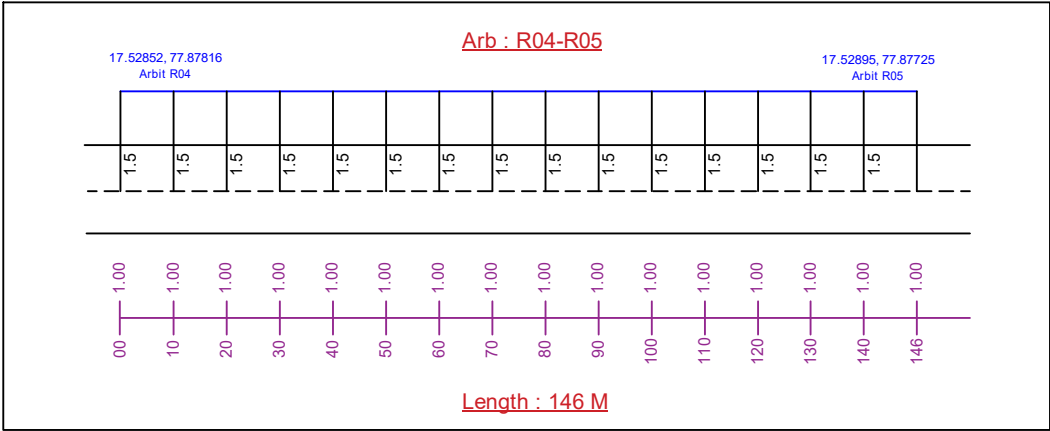 Arb : R04-R05
17.52852, 77.87816
Arbit R04
17.52895, 77.87725
Arbit R05
1.5 1.5 1.5 1.5 1.5 1.5 1.5 1.5 1.5 1.5 1.5 1.5 1.5 1.5 1.5
1.00 1.00 1.00 1.00 1.00 1.00 1.00 1.00 1.00 1.00 1.00 1.00 1.00 1.00 1.00 1.00
00 10 20 30 40 50 60 70 80 90 100 110 120 130 140 146
Length : 146 M